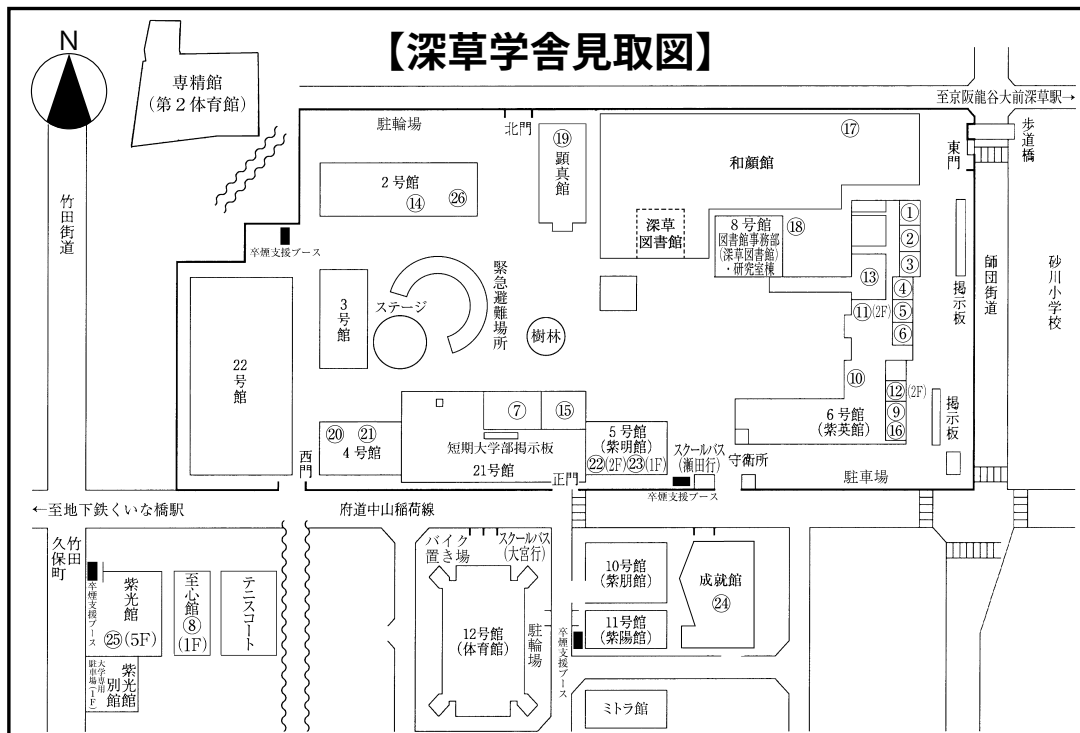 【深草学舎見取図】
N
専精館
(第2体育館)
至京阪龍谷大前深草駅→
歩道橋
東門
北門
駐輪場
⑲
顕真館
⑰
和顔館
2号館
⑭
㉖
竹田街道
卒煙支援ブース
深草
図書館
8号館
図書館事務部
(深草図書館)
・研究室棟
⑱
①
②
③
⑬
④
⑤
⑥
⑪(2F)
掲示板
師団街道
砂川小学校
3号館
ステージ
緊急避難場所
樹林
22号館
⑩
⑫(2F)
⑨
⑯
掲示板
6号館
(紫英館)
⑦
⑮
短期大学部掲示板
21号館
⑳
㉑
4号館
5号館
(紫明館)
㉒(2F)㉓(1F)
スクールバス
(瀬田行)
守衛所
駐車場
西門
正門
卒煙支援ブース
←至地下鉄くいな橋駅
府道中山稲荷線
竹田
久保町
卒煙支援ブース
紫光館
㉕(5F)
至心館
⑧
(1F)
テニスコート
バイク
置き場
スクールバス
(大宮行)
12号館
(体育館)
駐輪場
卒煙支援ブース
10号館
(紫朋館)
11号館
(紫陽館)
成就館
㉔
紫光館
別館
大学専用
駐車場(1F)
ミトラ館